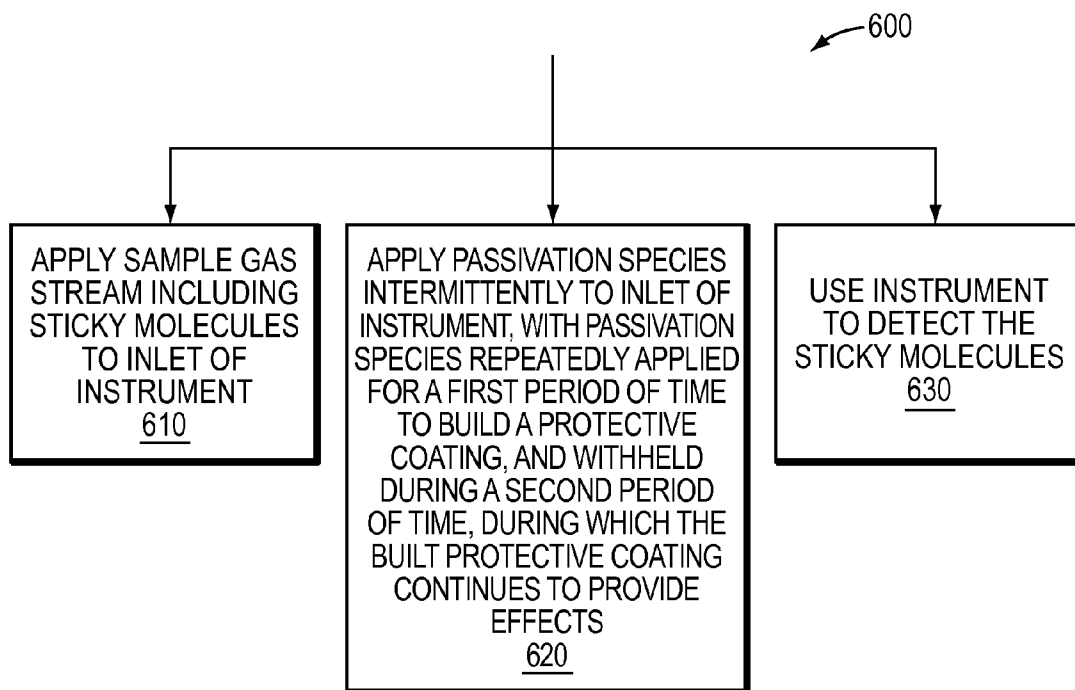 600
APPLY SAMPLE GAS
STREAM INCLUDING
STICKY MOLECULES
TO INLET OF
INSTRUMENT
610
APPLY PASSIVATION SPECIES
INTERMITTENTLY TO INLET OF
INSTRUMENT, WITH PASSIVATION
SPECIES REPEATEDLY APPLIED
FOR A FIRST PERIOD OF TIME
TO BUILD A PROTECTIVE
COATING, AND WITHHELD
DURING A SECOND PERIOD
OF TIME, DURING WHICH THE
BUILT PROTECTIVE COATING
CONTINUES TO PROVIDE
EFFECTS
620
USE INSTRUMENT
TO DETECT THE
STICKY MOLECULES
630